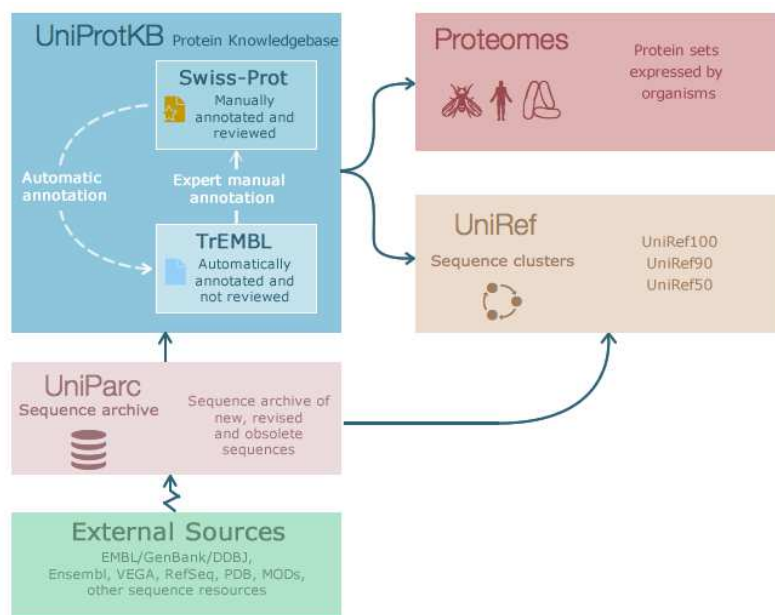 UniProtKB Protein Knowledgebase
Swiss-Prot
Manually
annotated and
reviewed
Automatic
annotation
Expert manual
annotation
TrEMBL
Automatically
annotated and
not reviewed
Proteomes
Protein sets
expressed by
organisms
UniRef
Sequence clusters
UniRef100
UniRef90
UniRef50
UniParc
Sequence archive
Sequence archive of
new, revised
and obsolete
sequences
External Sources
EMBL/GenBank/DDBJ,
Ensembl, VEGA, RefSeq, PDB, MODs,
other sequence resources